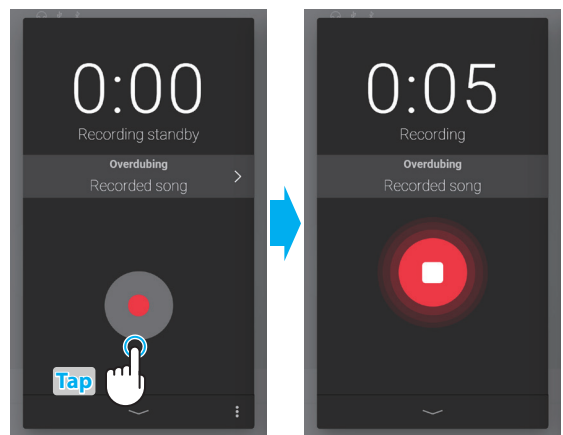 0:00
Recording standby
Overdubing
Recorded song
Tap
0:05
Recording
Overdubing
Recorded song